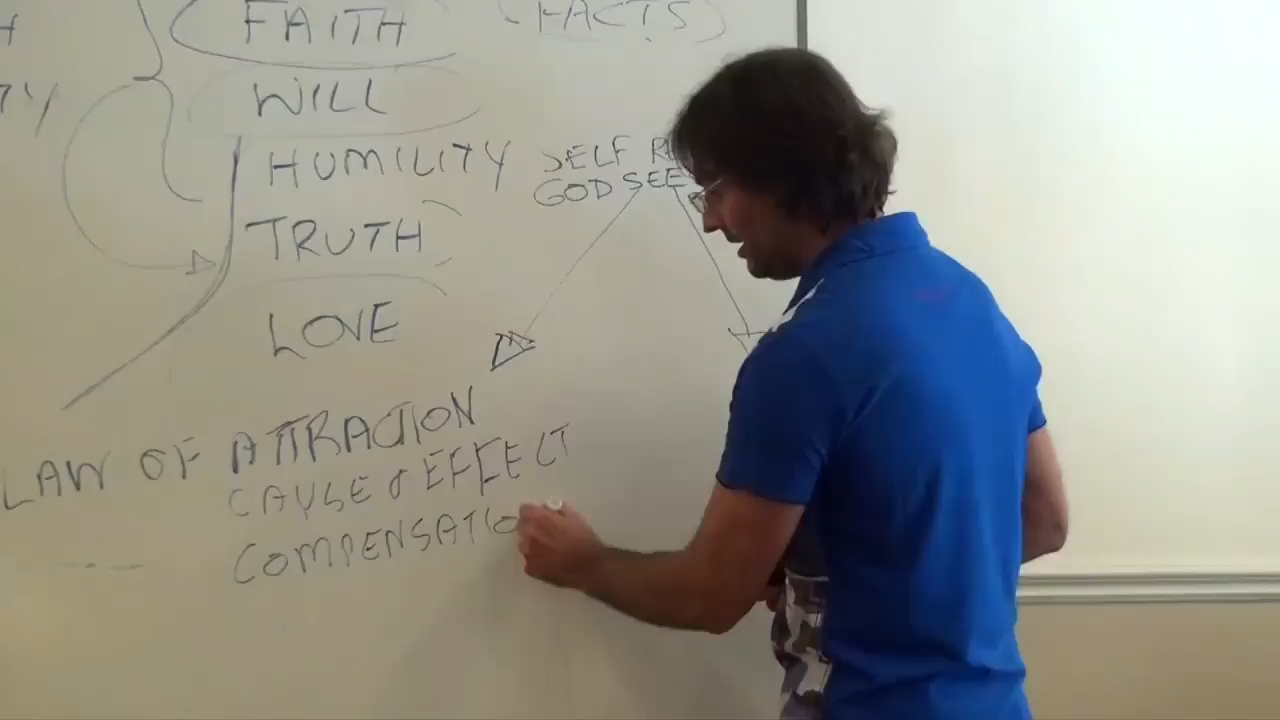 FAITH (FACTS)
WILL
HUMILITY SELF
GOD SEE
TRUTH
LOVE
LAW OF ATTRACTION
CAUSE & EFFECT
COMPENSATIO